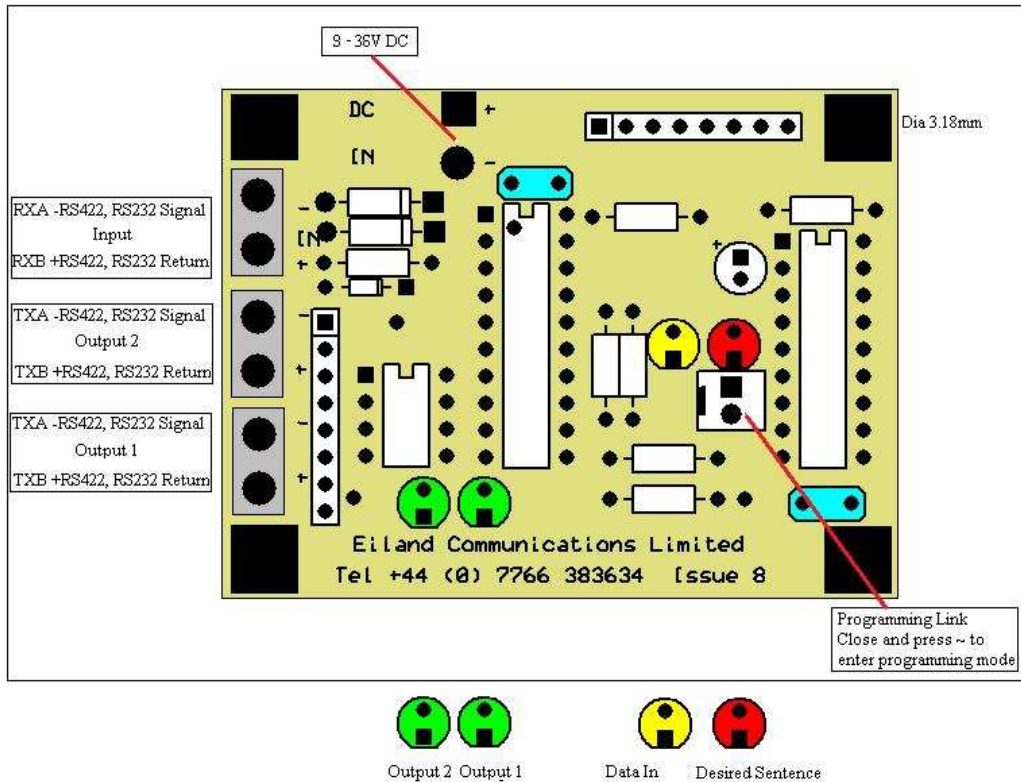 9 - 36V DC
DC
+
IN
-
Dia 3.18mm
RXA -RS422, RS232 Signal
Input
RXB +RS422, RS232 Return
-
IN
+
+
TXA -RS422, RS232 Signal
Output 2
TXB +RS422, RS232 Return
-
+
TXA -RS422, RS232 Signal
Output 1
TXB +RS422, RS232 Return
-
+
Eiland Communications Limited
Tel +44 (0) 7766 383634 Issue 8
Programming Link
Close and press ~ to
enter programming mode
Output 2 Output 1 Data In Desired Sentence